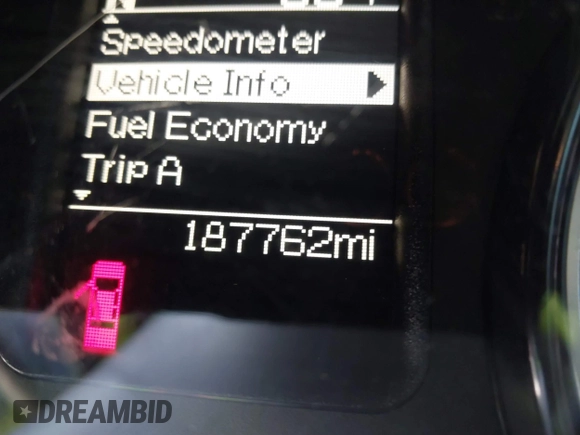 Speedometer
Vehicle Info
Fuel Economy
Trip A
187762mi
DREAMBID